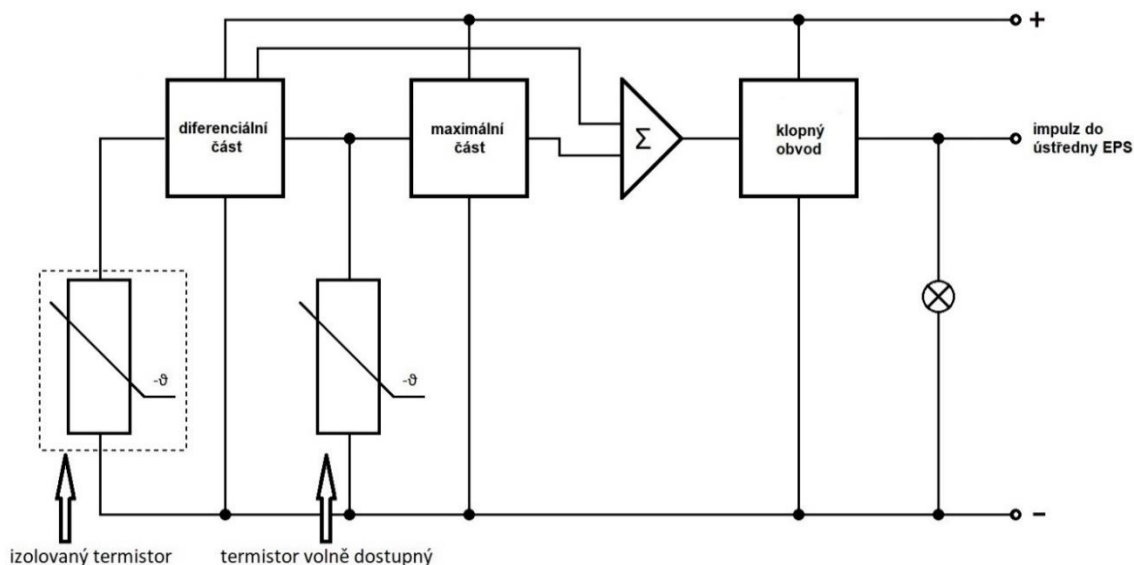 +
diferenciální
část
maximální
část
Σ
klopný
obvod
impulz do
ústředny EPS
-ϑ
-ϑ
−
izolovaný termistor
termistor volně dostupný